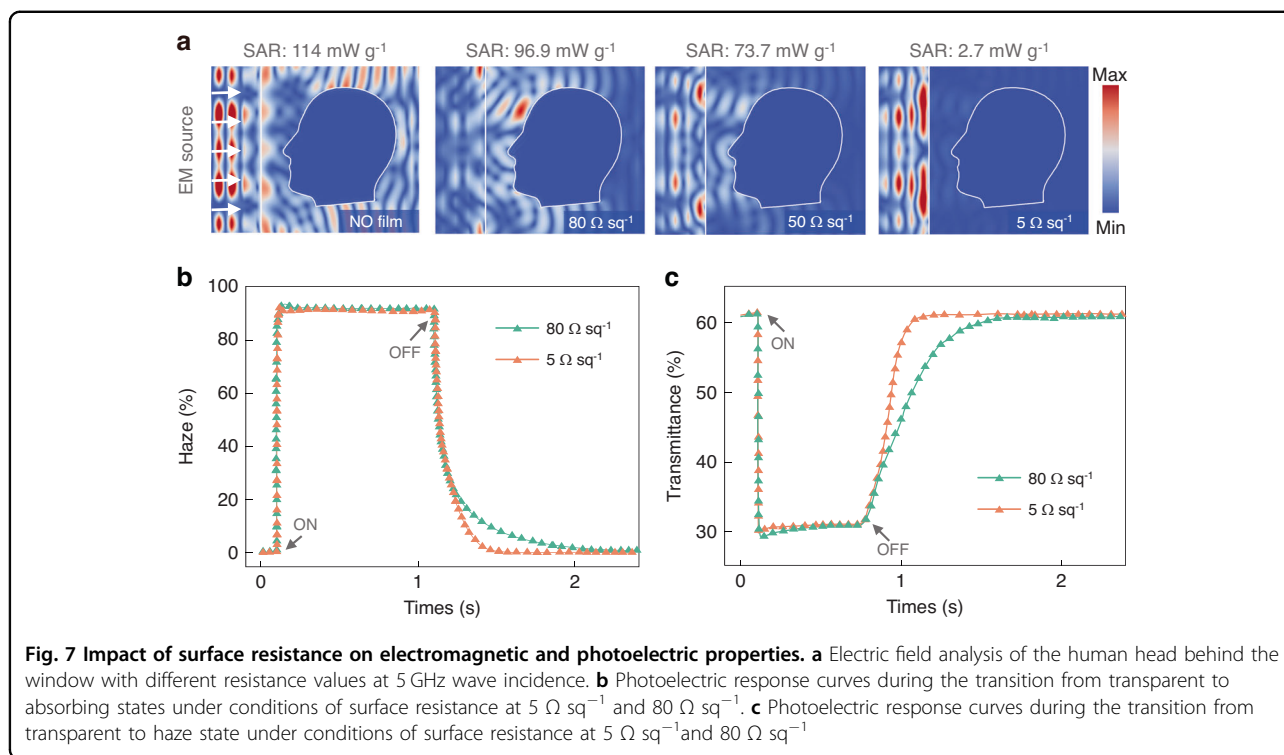 a
SAR: 114 mW g⁻¹
SAR: 96.9 mW g⁻¹
SAR: 73.7 mW g⁻¹
SAR: 2.7 mW g⁻¹
EM source
NO film
80 Ω sq⁻¹
50 Ω sq⁻¹
5 Ω sq⁻¹
Max
Min
b
Haze (%)
100
80
60
40
20
0
80 Ω sq⁻¹
5 Ω sq⁻¹
OFF
ON
0
1
2
Times (s)
c
Transmittance (%)
60
50
40
30
ON
80 Ω sq⁻¹
5 Ω sq⁻¹
OFF
0
1
2
Times (s)
Fig. 7 Impact of surface resistance on electromagnetic and photoelectric properties. a Electric field analysis of the human head behind the
window with different resistance values at 5 GHz wave incidence. b Photoelectric response curves during the transition from transparent to
absorbing states under conditions of surface resistance at 5 Ω sq⁻¹ and 80 Ω sq⁻¹. c Photoelectric response curves during the transition from
transparent to haze state under conditions of surface resistance at 5 Ω sq⁻¹and 80 Ω sq⁻¹